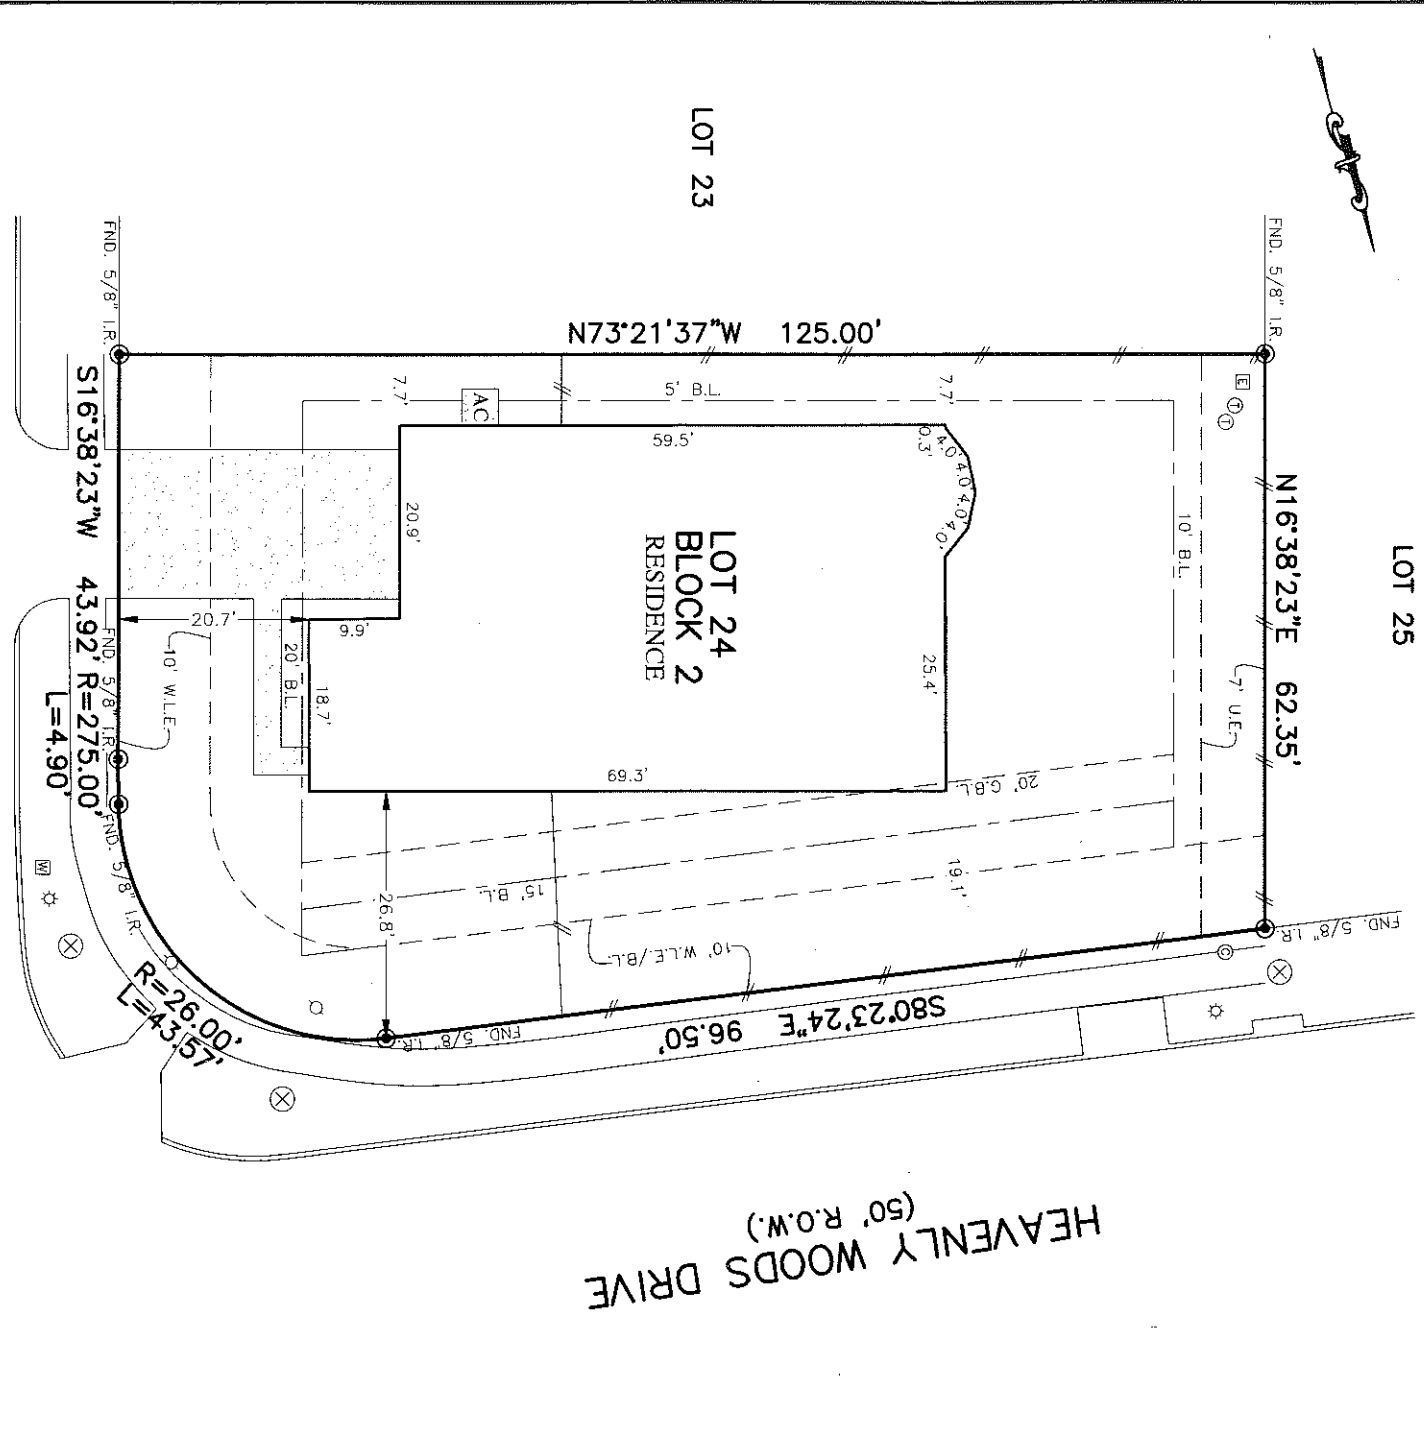 LOT 23
LOT 25
FND. 5/8" I.R.
FND. 5/8" I.R.
N73°21'37"W 125.00'
N16°38'23"E 62.35'
S16°38'23"W 43.92'
R=275.00'
L=4.90'
R=26.00'
L=43.57'
S80°23'24"E 96.50'
FND. 5/8" I.R.
FND. 5/8" I.R.
FND. 5/8" I.R.
FND. 5/8" I.R.
LOT 24
BLOCK 2
RESIDENCE
AC
7.7'
7.7'
5' B.L.
59.5'
0.3'
4.0'
4.0'
4.0'
4.0'
20.9'
9.9'
20.7'
18.7'
20' B.L.
69.3'
25.4'
26.8'
10' B.L.
7' U.E.
10' W.L.E.
20' G.B.L.
19.1'
15' B.L.
10' W.L.E./B.L.
E
T
T
C
W
HEAVENLY WOODS DRIVE
(50' R.O.W.)